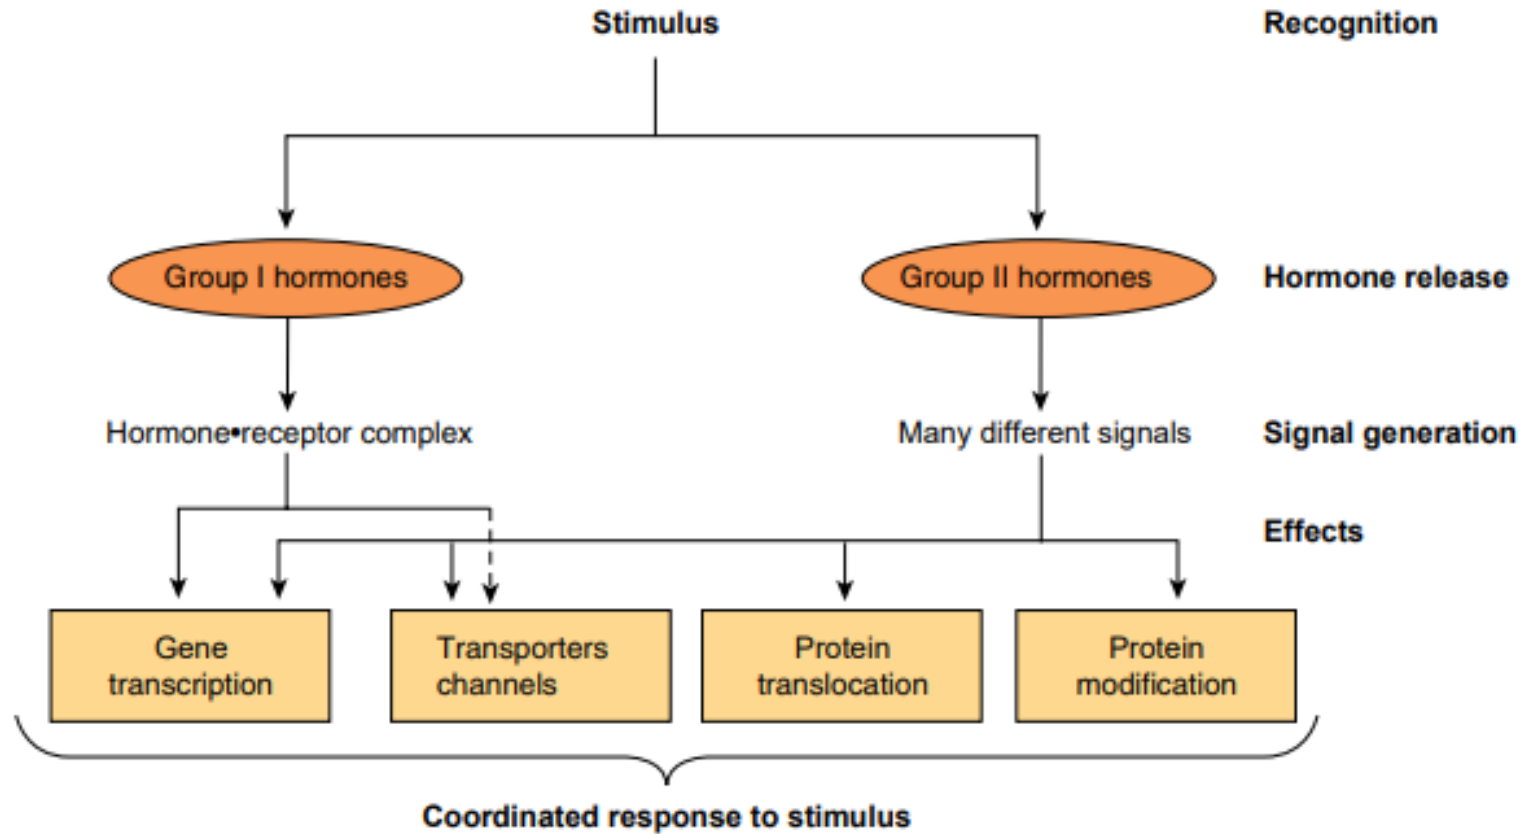 Stimulus
Recognition
Group I hormones
Group II hormones
Hormone release
Hormone•receptor complex
Many different signals
Signal generation
Effects
Gene
transcription
Transporters
channels
Protein
translocation
Protein
modification
Coordinated response to stimulus